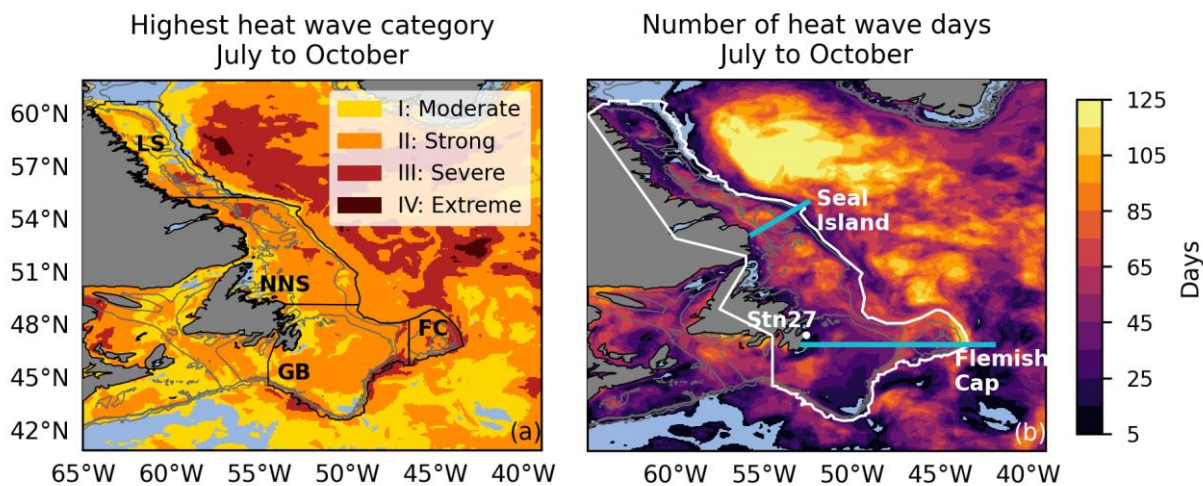 Highest heat wave category
July to October
60°N
57°N
54°N
51°N
48°N
45°N
42°N
65°W
60°W
55°W
50°W
45°W
40°W
I: Moderate
II: Strong
III: Severe
IV: Extreme
LS
NNS
FC
GB
(a)
Number of heat wave days
July to October
Seal
Island
Stn27
Flemish
Cap
(b)
60°W
55°W
50°W
45°W
40°W
125
105
85
65
45
25
5
Days